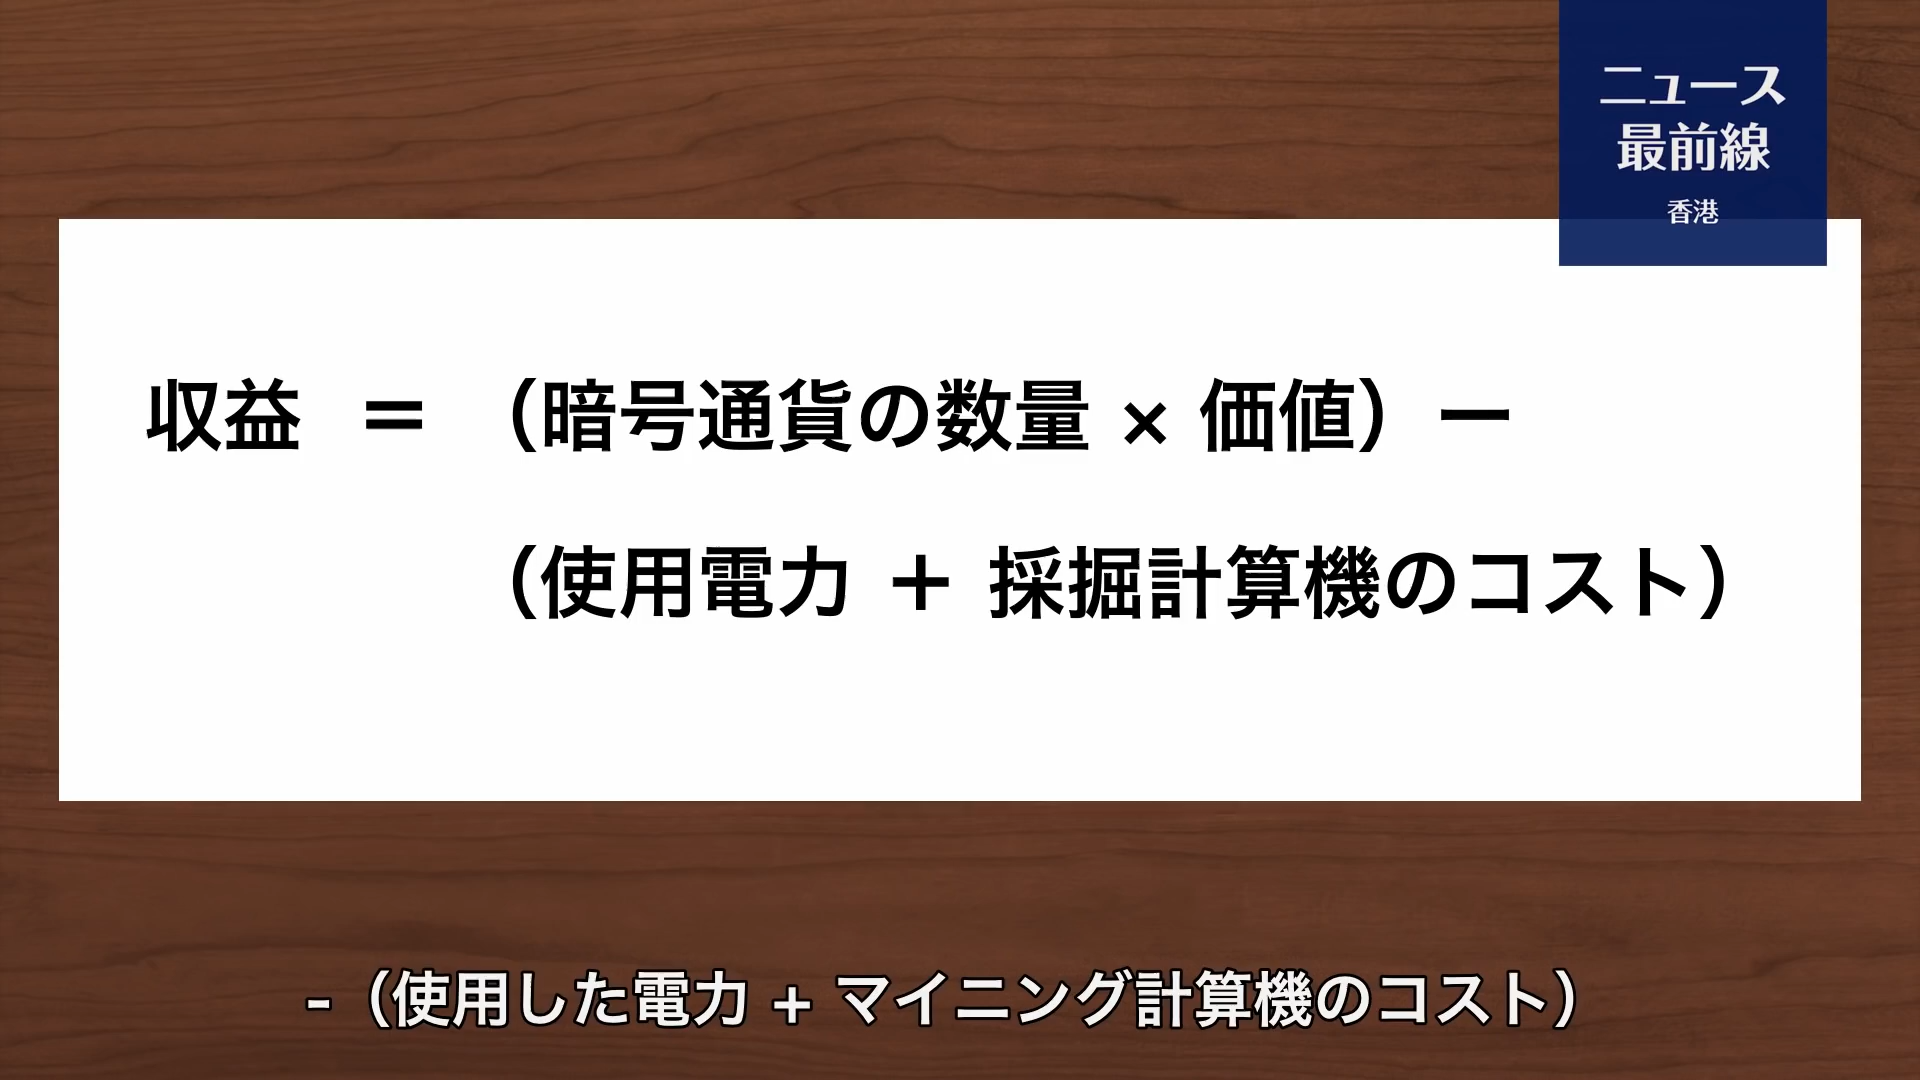 ニュース
最前線
香港
収益 ＝ （暗号通貨の数量 × 価値）ー
（使用電力 ＋ 採掘計算機のコスト）
-（使用した電力 + マイニング計算機のコスト）